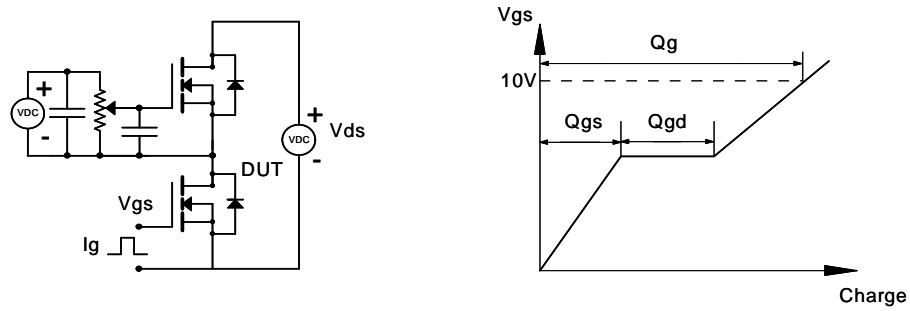 +
VDC
-
+
VDC
-
Vds
DUT
Vgs
Ig
Vgs
Qg
10V
Qgs
Qgd
Charge